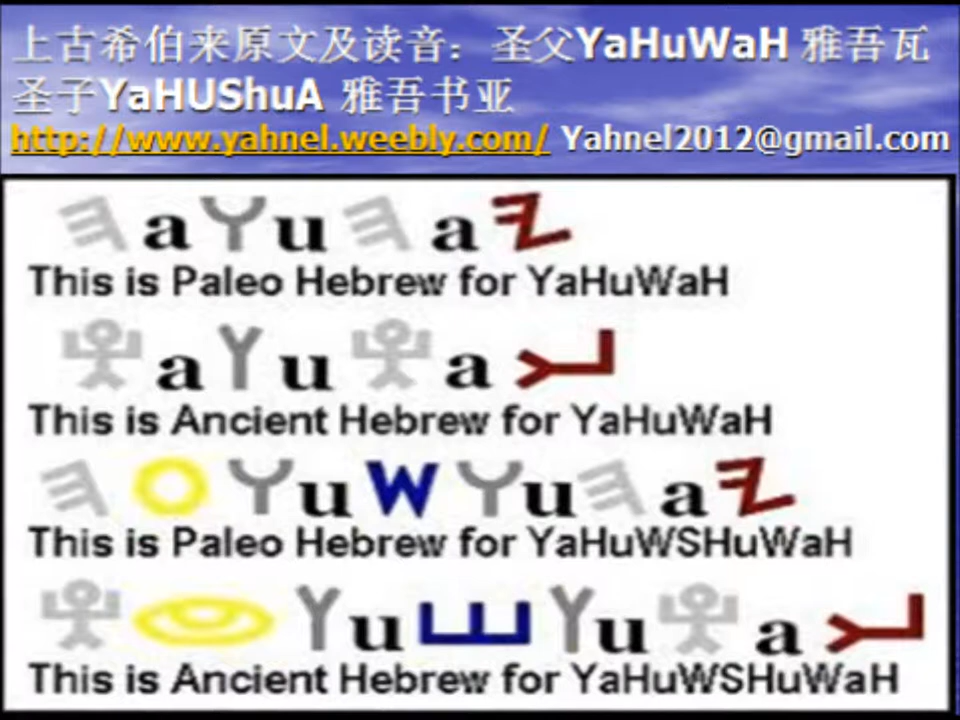 上古希伯来原文及读音：圣父YaHuWaH 雅吾瓦
圣子YaHUShuA 雅吾书亚
http://www.yahnel.weebly.com/ Yahnel2012@gmail.com
𐤄a𐤅u𐤄a𐤉
This is Paleo Hebrew for YaHuWaH
a Y u a
This is Ancient Hebrew for YaHuWaH
𐤄𐤏𐤅u𐤔𐤅u𐤄a𐤉
This is Paleo Hebrew for YaHuWSHuWaH
Y u Y u a
This is Ancient Hebrew for YaHuWSHuWaH